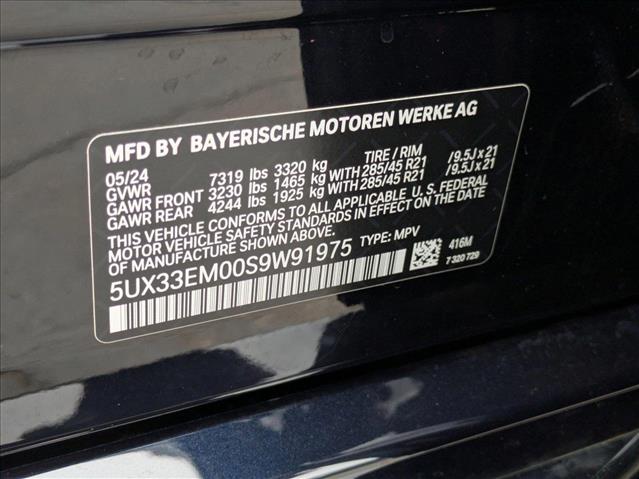 MFD BY BAYERISCHE MOTOREN WERKE AG
05/24
GVWR 7319 lbs 3320 kg TIRE / RIM
GAWR FRONT 3230 lbs 1465 kg WITH 285/45 R21 /9.5J x 21
GAWR REAR 4244 lbs 1925 kg WITH 285/45 R21 /9.5J x 21
THIS VEHICLE CONFORMS TO ALL APPLICABLE U. S. FEDERAL
MOTOR VEHICLE SAFETY STANDARDS IN EFFECT ON THE DATE
OF MANUFACTURE SHOWN ABOVE.
5UX33EM00S9W91975 TYPE: MPV
416M
7 320 729